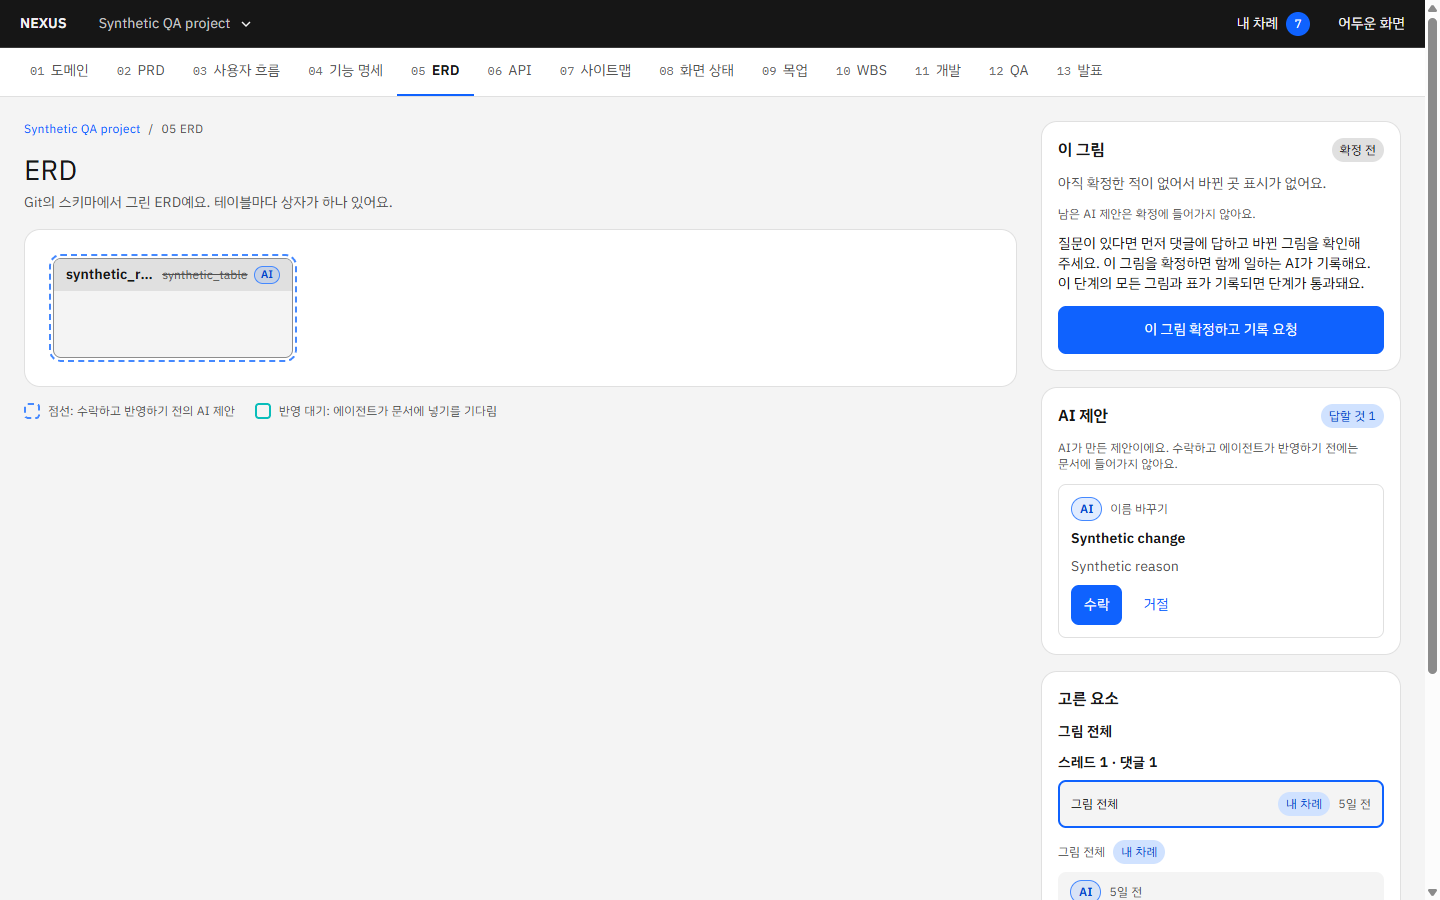 NEXUS
Synthetic QA project
내 차례 7
어두운 화면
01 도메인
02 PRD
03 사용자 흐름
04 기능 명세
05 ERD
06 API
07 사이트맵
08 화면 상태
09 목업
10 WBS
11 개발
12 QA
13 발표
Synthetic QA project / 05 ERD
ERD
Git의 스키마에서 그린 ERD예요. 테이블마다 상자가 하나 있어요.
synthetic_r... synthetic_table AI
점선: 수락하고 반영하기 전의 AI 제안
반영 대기: 에이전트가 문서에 넣기를 기다림
이 그림
확정 전
아직 확정한 적이 없어서 바뀐 곳 표시가 없어요.
남은 AI 제안은 확정에 들어가지 않아요.
질문이 있다면 먼저 댓글에 답하고 바뀐 그림을 확인해
주세요. 이 그림을 확정하면 함께 일하는 AI가 기록해요.
이 단계의 모든 그림과 표가 기록되면 단계가 통과돼요.
이 그림 확정하고 기록 요청
AI 제안
답할 것 1
AI가 만든 제안이에요. 수락하고 에이전트가 반영하기 전에는
문서에 들어가지 않아요.
AI 이름 바꾸기
Synthetic change
Synthetic reason
수락
거절
고른 요소
그림 전체
스레드 1 · 댓글 1
그림 전체
내 차례 5일 전
그림 전체 내 차례
AI 5일 전